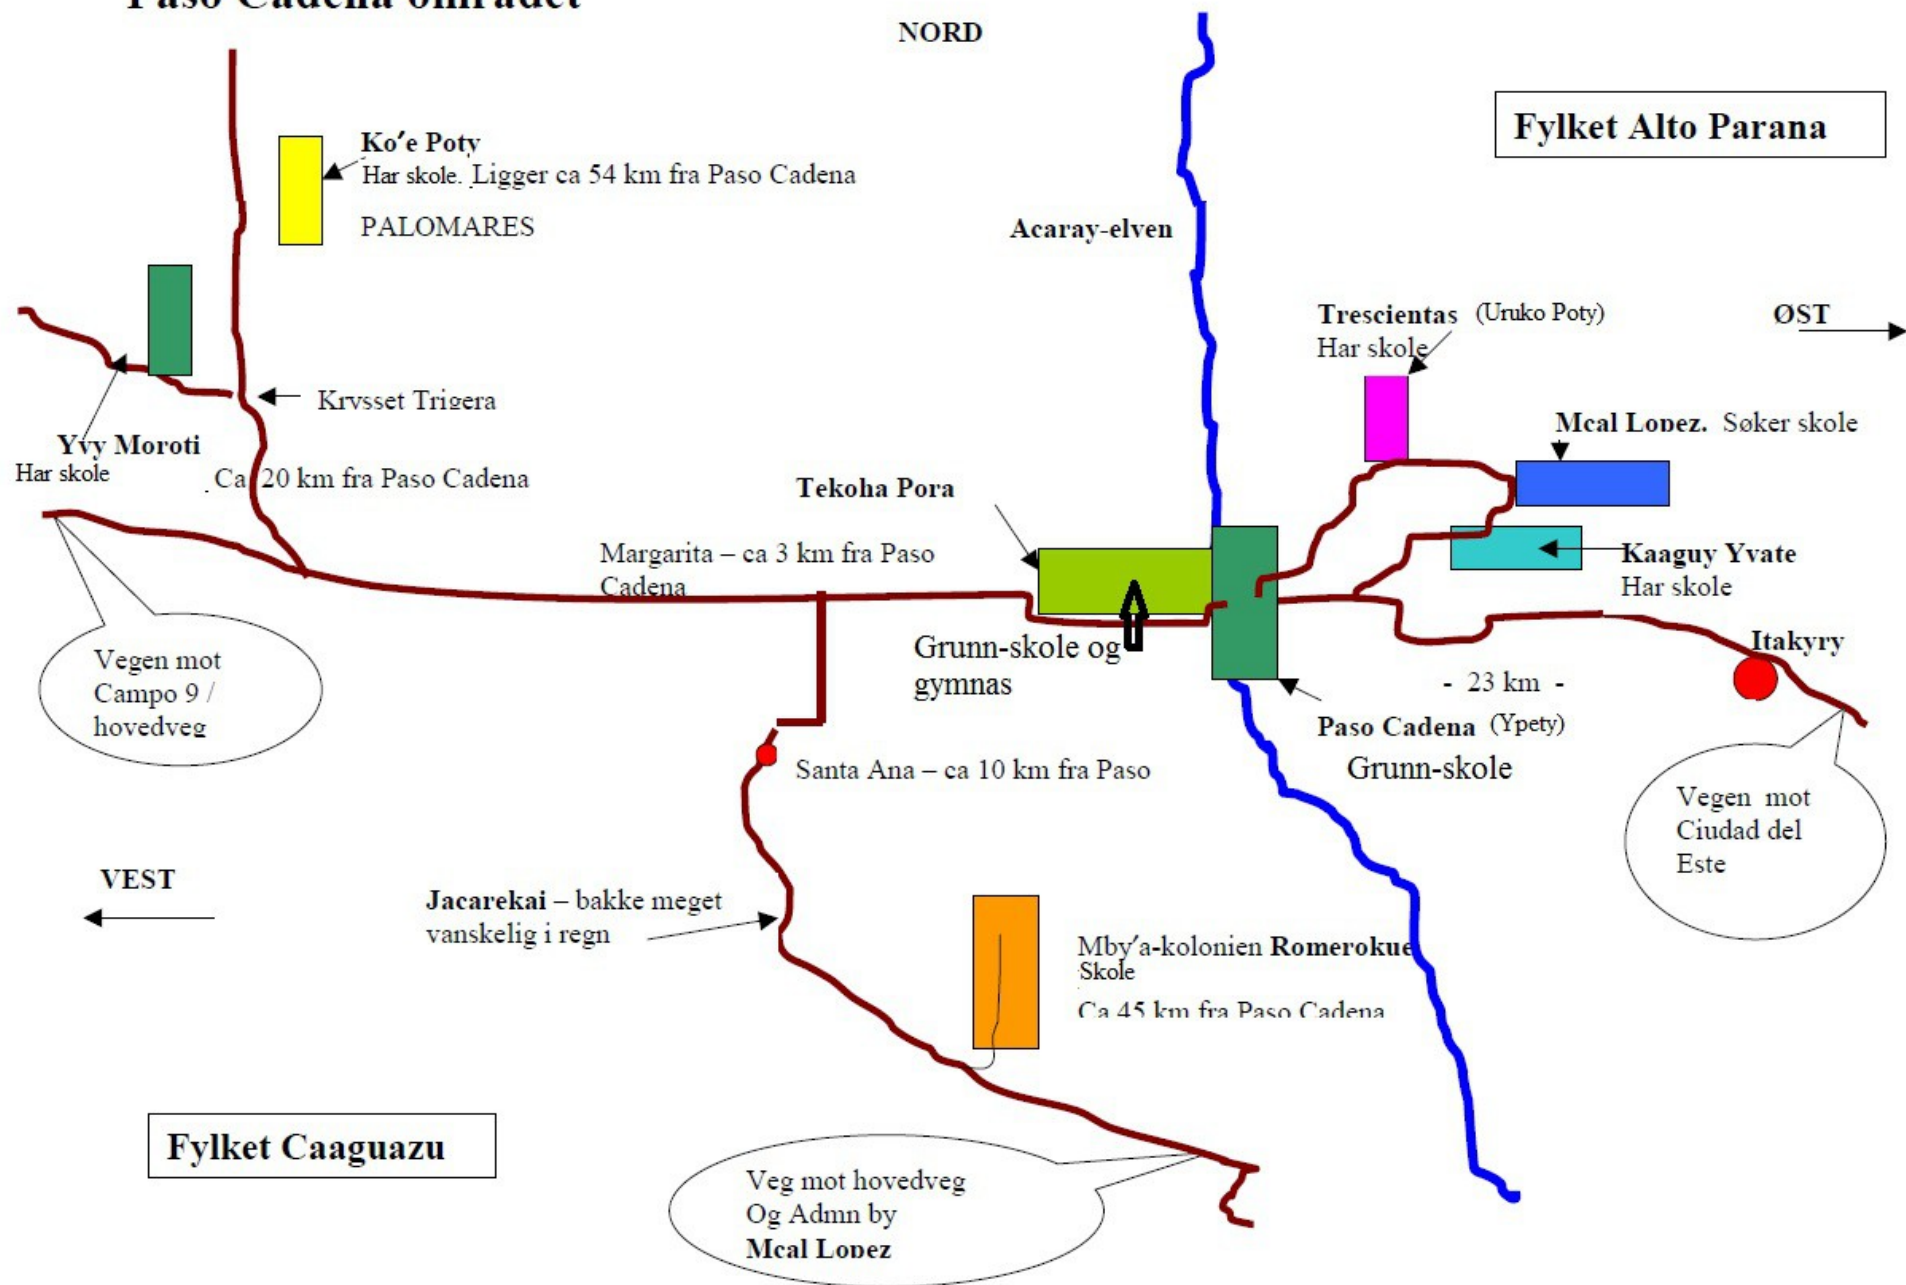 Paso Cadena området
NORD
Fylket Alto Parana
Ko'e Poty
Har skole. Ligger ca 54 km fra Paso Cadena
PALOMARES
Acaray-elven
Trescientas (Uruko Poty)
Har skole
ØST
Krysset Trigera
Mcal Lopez. Søker skole
Yvy Moroti
Har skole
Ca 20 km fra Paso Cadena
Tekoha Pora
Margarita – ca 3 km fra Paso
Cadena
Kaaguy Yvate
Har skole
Grunn-skole og
gymnas
Itakyry
- 23 km -
Vegen mot
Campo 9 /
hovedveg
Paso Cadena (Ypety)
Grunn-skole
Santa Ana – ca 10 km fra Paso
Vegen mot
Ciudad del
Este
VEST
Jacarekai – bakke meget
vanskelig i regn
Mby'a-kolonien Romerokue
Skole
Ca 45 km fra Paso Cadena
Fylket Caaguazu
Veg mot hovedveg
Og Admn by
Mcal Lopez